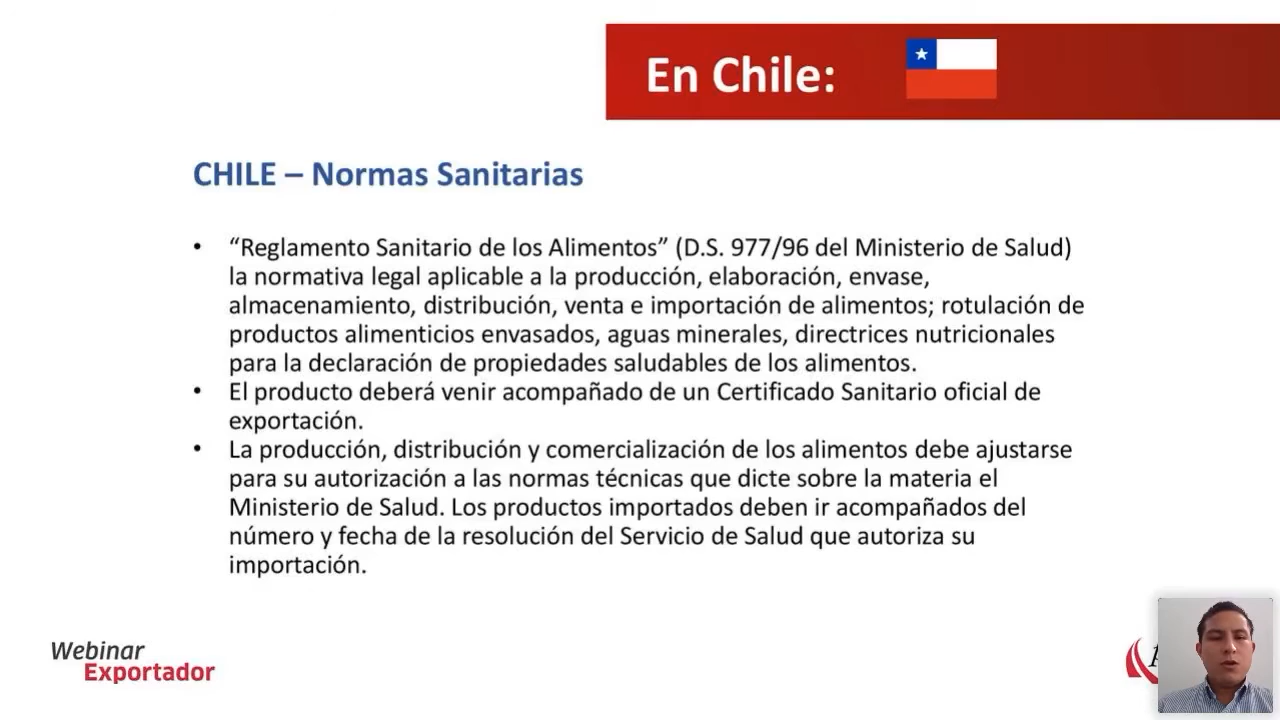 En Chile:
CHILE – Normas Sanitarias
• “Reglamento Sanitario de los Alimentos” (D.S. 977/96 del Ministerio de Salud)
la normativa legal aplicable a la producción, elaboración, envase,
almacenamiento, distribución, venta e importación de alimentos; rotulación de
productos alimenticios envasados, aguas minerales, directrices nutricionales
para la declaración de propiedades saludables de los alimentos.
• El producto deberá venir acompañado de un Certificado Sanitario oficial de
exportación.
• La producción, distribución y comercialización de los alimentos debe ajustarse
para su autorización a las normas técnicas que dicte sobre la materia el
Ministerio de Salud. Los productos importados deben ir acompañados del
número y fecha de la resolución del Servicio de Salud que autoriza su
importación.
Webinar
Exportador